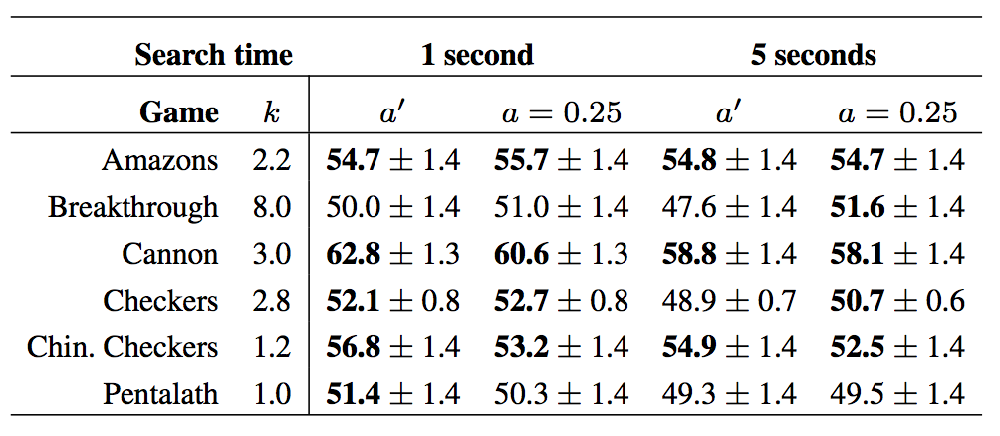 Search time 1 second 5 seconds
Game k a′ a = 0.25 a′ a = 0.25
Amazons 2.2 54.7 ± 1.4 55.7 ± 1.4 54.8 ± 1.4 54.7 ± 1.4
Breakthrough 8.0 50.0 ± 1.4 51.0 ± 1.4 47.6 ± 1.4 51.6 ± 1.4
Cannon 3.0 62.8 ± 1.3 60.6 ± 1.3 58.8 ± 1.4 58.1 ± 1.4
Checkers 2.8 52.1 ± 0.8 52.7 ± 0.8 48.9 ± 0.7 50.7 ± 0.6
Chin. Checkers 1.2 56.8 ± 1.4 53.2 ± 1.4 54.9 ± 1.4 52.5 ± 1.4
Pentalath 1.0 51.4 ± 1.4 50.3 ± 1.4 49.3 ± 1.4 49.5 ± 1.4